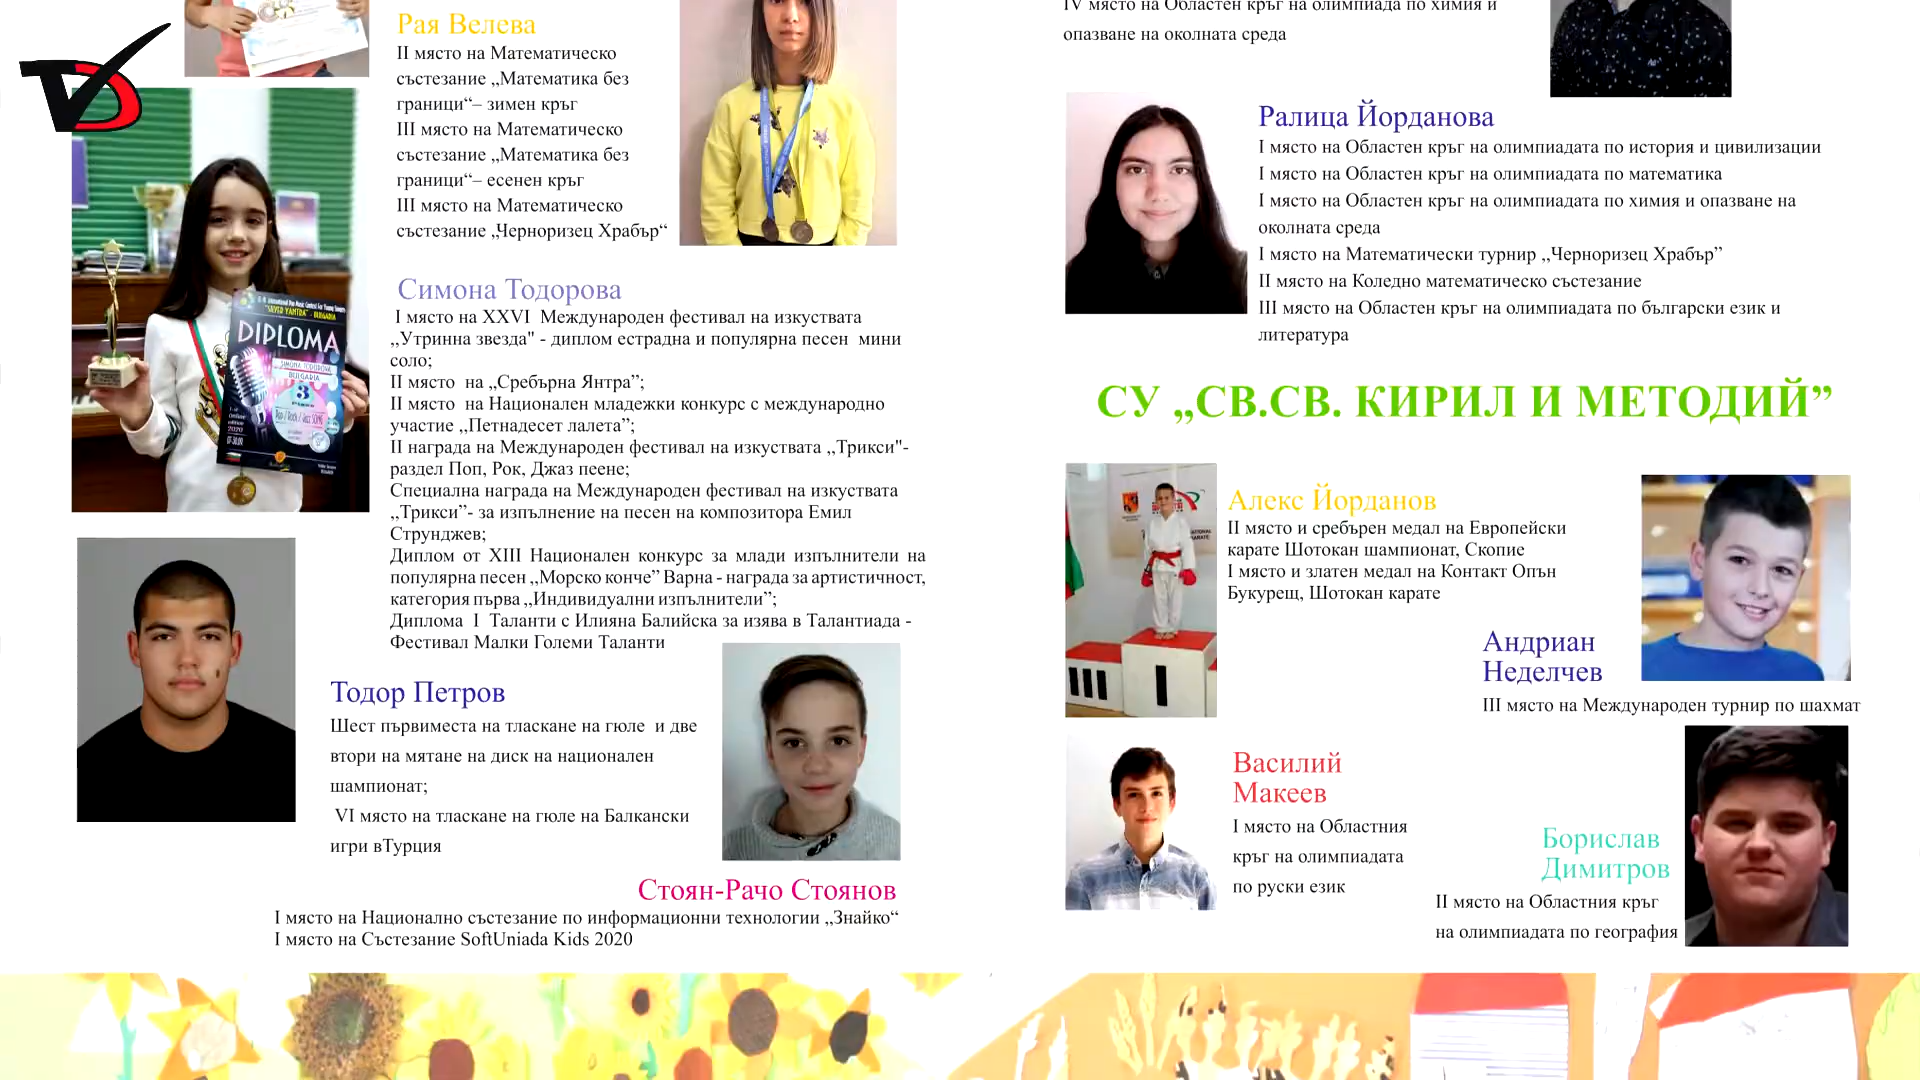 Рая Велева
II място на Математическо
състезание „Математика без
граници“– зимен кръг
III място на Математическо
състезание „Математика без
граници“– есенен кръг
III място на Математическо
състезание „Черноризец Храбър“
DIPLOMA
SIMONA TODOROVA
BULGARIA
3
Симона Тодорова
I място на XXVI Международен фестивал на изкуствата
„Утринна звезда" - диплом естрадна и популярна песен мини
соло;
II място на „Сребърна Янтра”;
II място на Национален младежки конкурс с международно
участие „Петнадесет лалета”;
II награда на Международен фестивал на изкуствата „Трикси"-
раздел Поп, Рок, Джаз пеене;
Специална награда на Международен фестивал на изкуствата
„Трикси”- за изпълнение на песен на композитора Емил
Струнджев;
Диплом от XIII Национален конкурс за млади изпълнители на
популярна песен „Морско конче” Варна - награда за артистичност,
категория първа „Индивидуални изпълнители”;
Диплома I Таланти с Илияна Балийска за изява в Талантиада -
Фестивал Малки Големи Таланти
Тодор Петров
Шест първиместа на тласкане на гюле и две
втори на мятане на диск на национален
шампионат;
VI място на тласкане на гюле на Балкански
игри вТурция
Стоян-Рачо Стоянов
I място на Национално състезание по информационни технологии „Знайко“
I място на Състезание SoftUniada Kids 2020
IV място на Областен кръг на олимпиада по химия и
опазване на околната среда
Ралица Йорданова
I място на Областен кръг на олимпиадата по история и цивилизации
I място на Областен кръг на олимпиадата по математика
I място на Областен кръг на олимпиадата по химия и опазване на
околната среда
I място на Математически турнир „Черноризец Храбър”
II място на Коледно математическо състезание
III място на Областен кръг на олимпиадата по български език и
литература
СУ „СВ.СВ. КИРИЛ И МЕТОДИЙ”
Алекс Йорданов
II място и сребърен медал на Европейски
карате Шотокан шампионат, Скопие
I място и златен медал на Контакт Опън
Букурещ, Шотокан карате
III
I
Андриан
Неделчев
III място на Международен турнир по шахмат
Василий
Макеев
I място на Областния
кръг на олимпиадата
по руски език
Борислав
Димитров
II място на Областния кръг
на олимпиадата по география